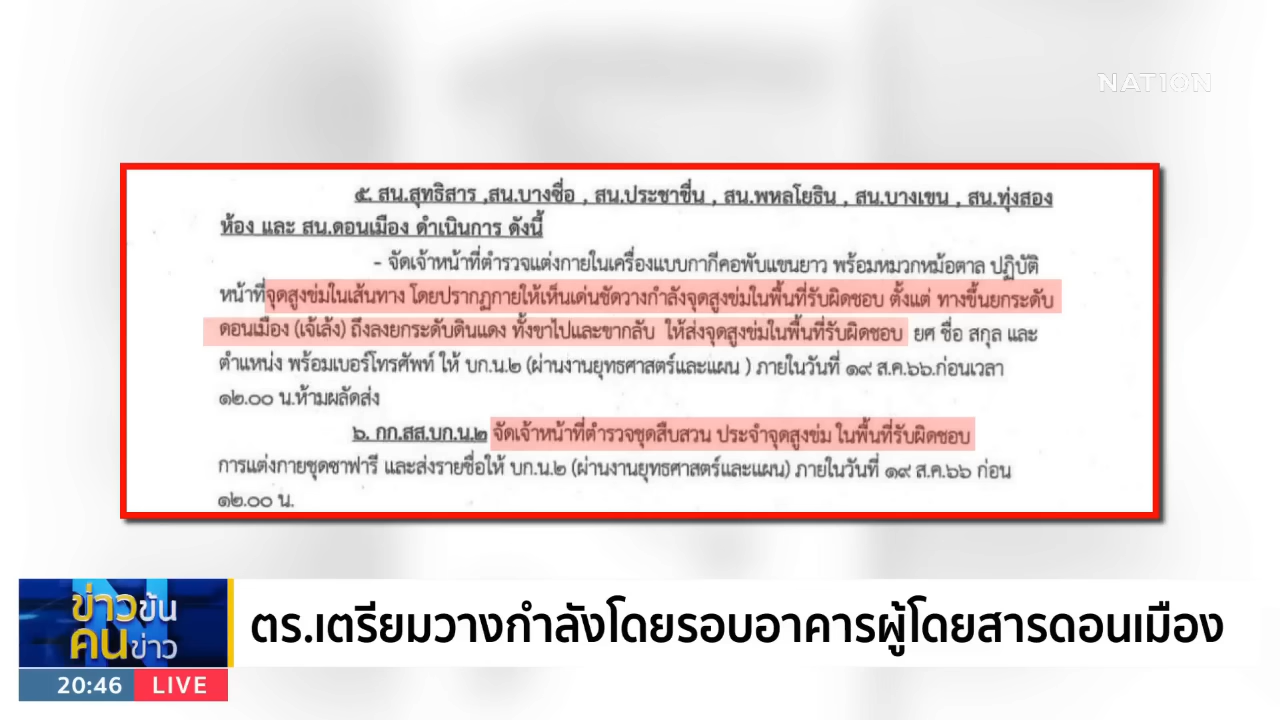 NATION
๕. สน.สุทธิสาร ,สน.บางซื่อ , สน.ประชาชื่น , สน.พหลโยธิน , สน.บางเขน , สน.ทุ่งสอง
ห้อง และ สน.ดอนเมือง ดำเนินการ ดังนี้
- จัดเจ้าหน้าที่ตำรวจแต่งกายในเครื่องแบบกากีคอพับแขนยาว พร้อมหมวกหม้อตาล ปฏิบัติ
หน้าที่จุดสูงข่มในเส้นทาง โดยปรากฏกายให้เห็นเด่นชัดวางกำลังจุดสูงข่มในพื้นที่รับผิดชอบ ตั้งแต่ ทางขึ้นยกระดับ
ดอนเมือง (เจ้เล้ง) ถึงลงยกระดับดินแดง ทั้งขาไปและขากลับ ให้ส่งจุดสูงข่มในพื้นที่รับผิดชอบ ยศ ชื่อ สกุล และ
ตำแหน่ง พร้อมเบอร์โทรศัพท์ ให้ บก.น.๒ (ผ่านงานยุทธศาสตร์และแผน ) ภายในวันที่ ๑๙ ส.ค.๖๖.ก่อนเวลา
๑๒.๐๐ น.ห้ามผลัดส่ง
๖. กก.สส.บก.น.๒ จัดเจ้าหน้าที่ตำรวจชุดสืบสวน ประจำจุดสูงข่ม ในพื้นที่รับผิดชอบ
การแต่งกายชุดซาฟารี และส่งรายชื่อให้ บก.น.๒ (ผ่านงานยุทธศาสตร์และแผน) ภายในวันที่ ๑๙ ส.ค.๖๖ ก่อน
๑๒.๐๐ น.
ข่าวข้น
คนข่าว
ตร.เตรียมวางกำลังโดยรอบอาคารผู้โดยสารดอนเมือง
20:46 LIVE